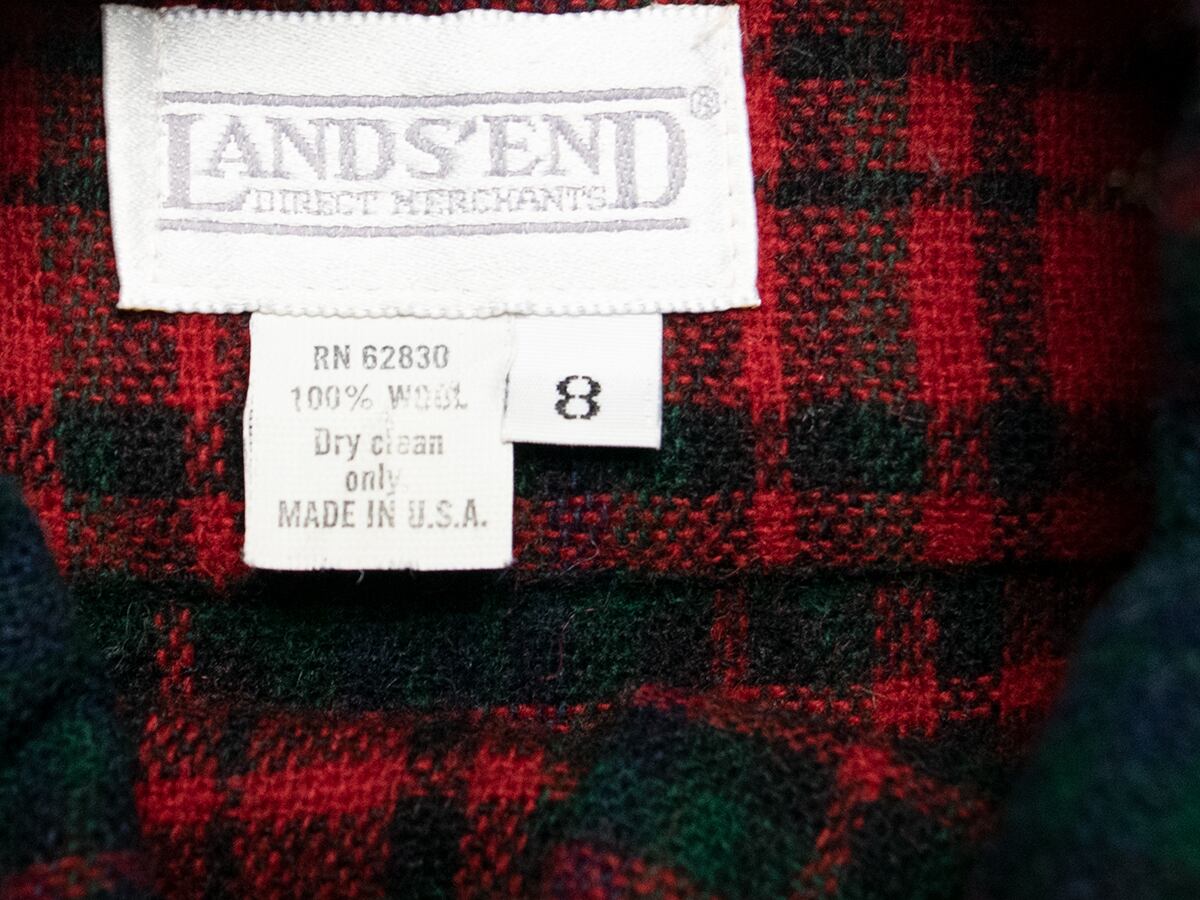 LANDS'END®
DIRECT MERCHANTS
RN 62830
100% WOOL
8
Dry clean
only.
MADE IN U.S.A.